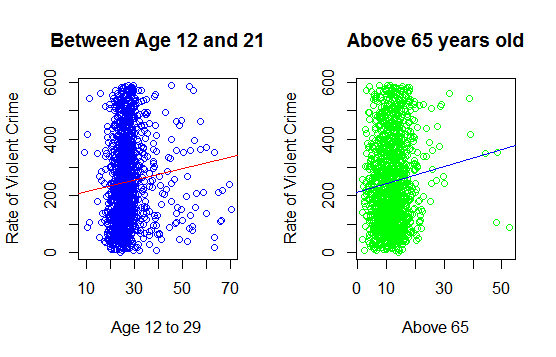 Between Age 12 and 21
Rate of Violent Crime
600
400
200
0
10
30
50
70
Age 12 to 29
Above 65 years old
Rate of Violent Crime
600
400
200
0
0
10
30
50
Above 65